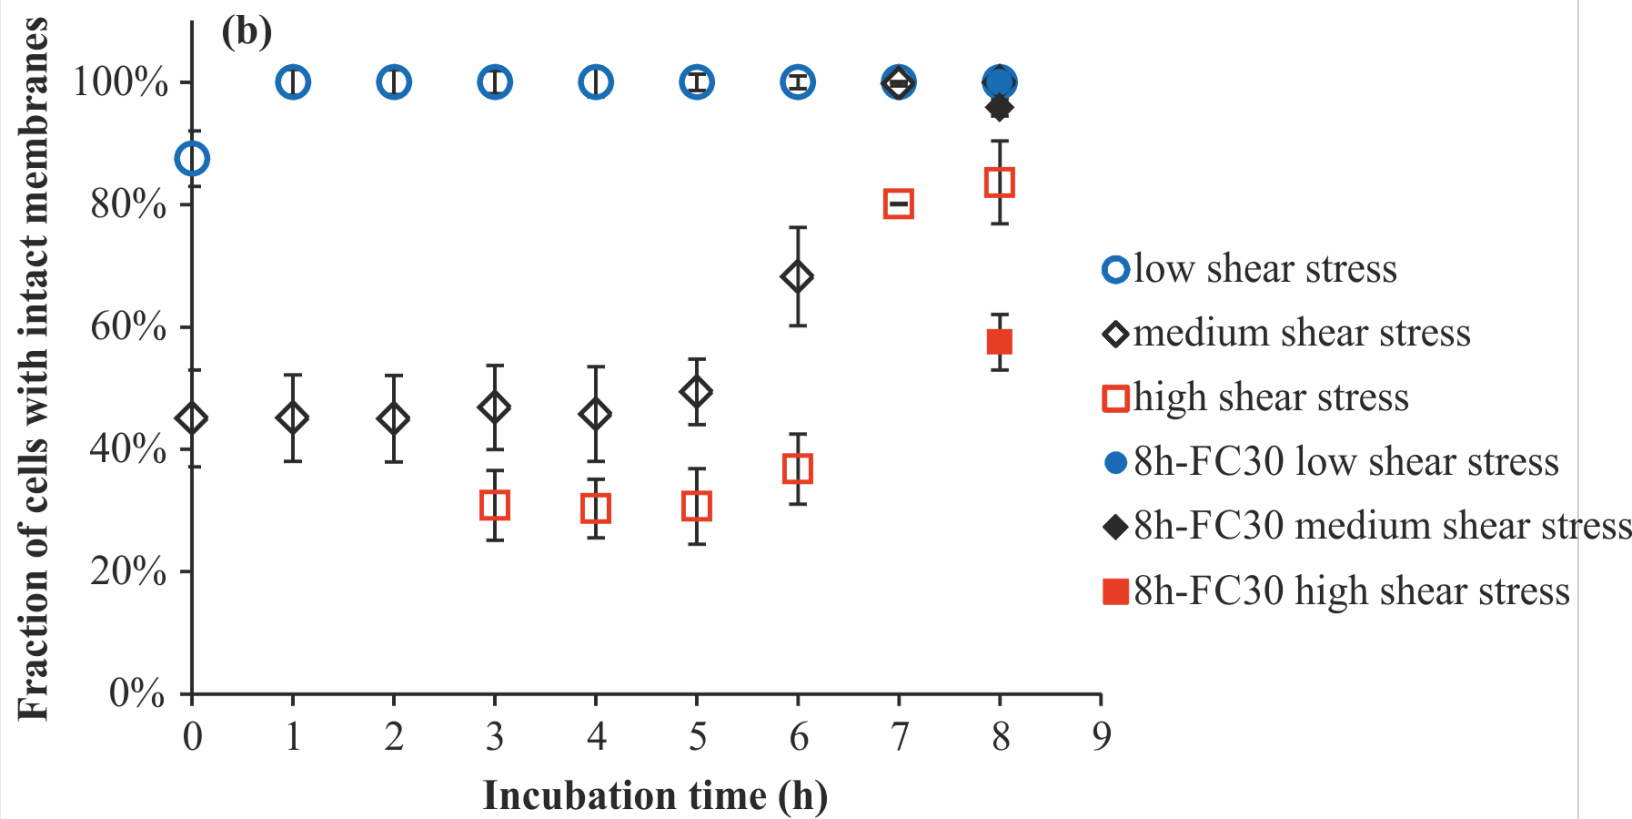 Fraction of cells with intact membranes
(b)
100%
80%
60%
40%
20%
0%
0 1 2 3 4 5 6 7 8 9
Incubation time (h)
low shear stress
medium shear stress
high shear stress
8h-FC30 low shear stress
8h-FC30 medium shear stress
8h-FC30 high shear stress